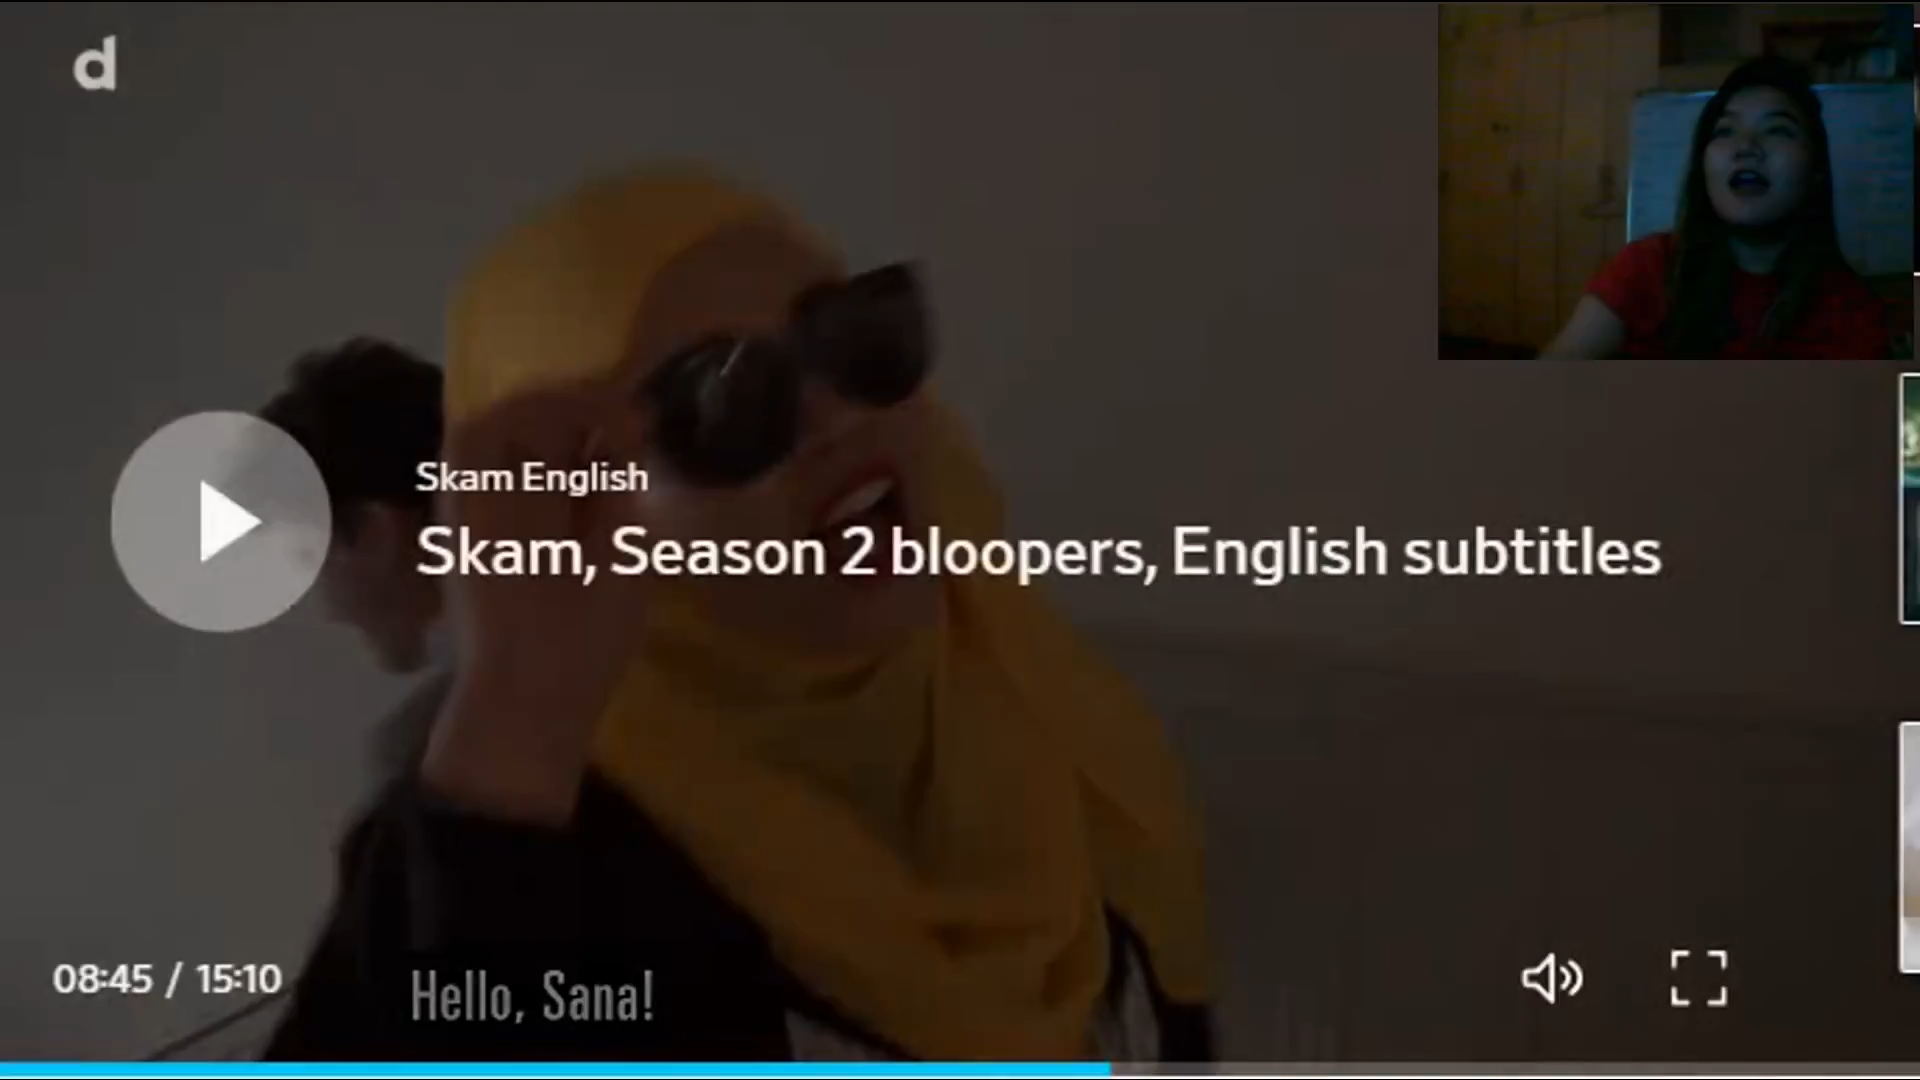 d
Skam English
Skam, Season 2 bloopers, English subtitles
08:45 / 15:10
Hello, Sana!